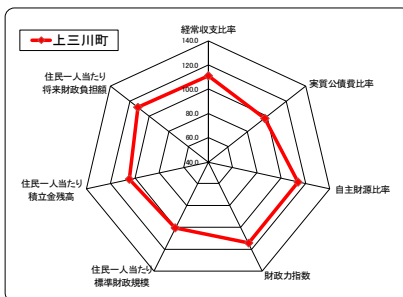 上三川町
経常収支比率
140.0
120.0
100.0
80.0
60.0
40.0
実質公債費比率
自主財源比率
財政力指数
住民一人当たり
標準財政規模
住民一人当たり
積立金残高
住民一人当たり
将来財政負担額